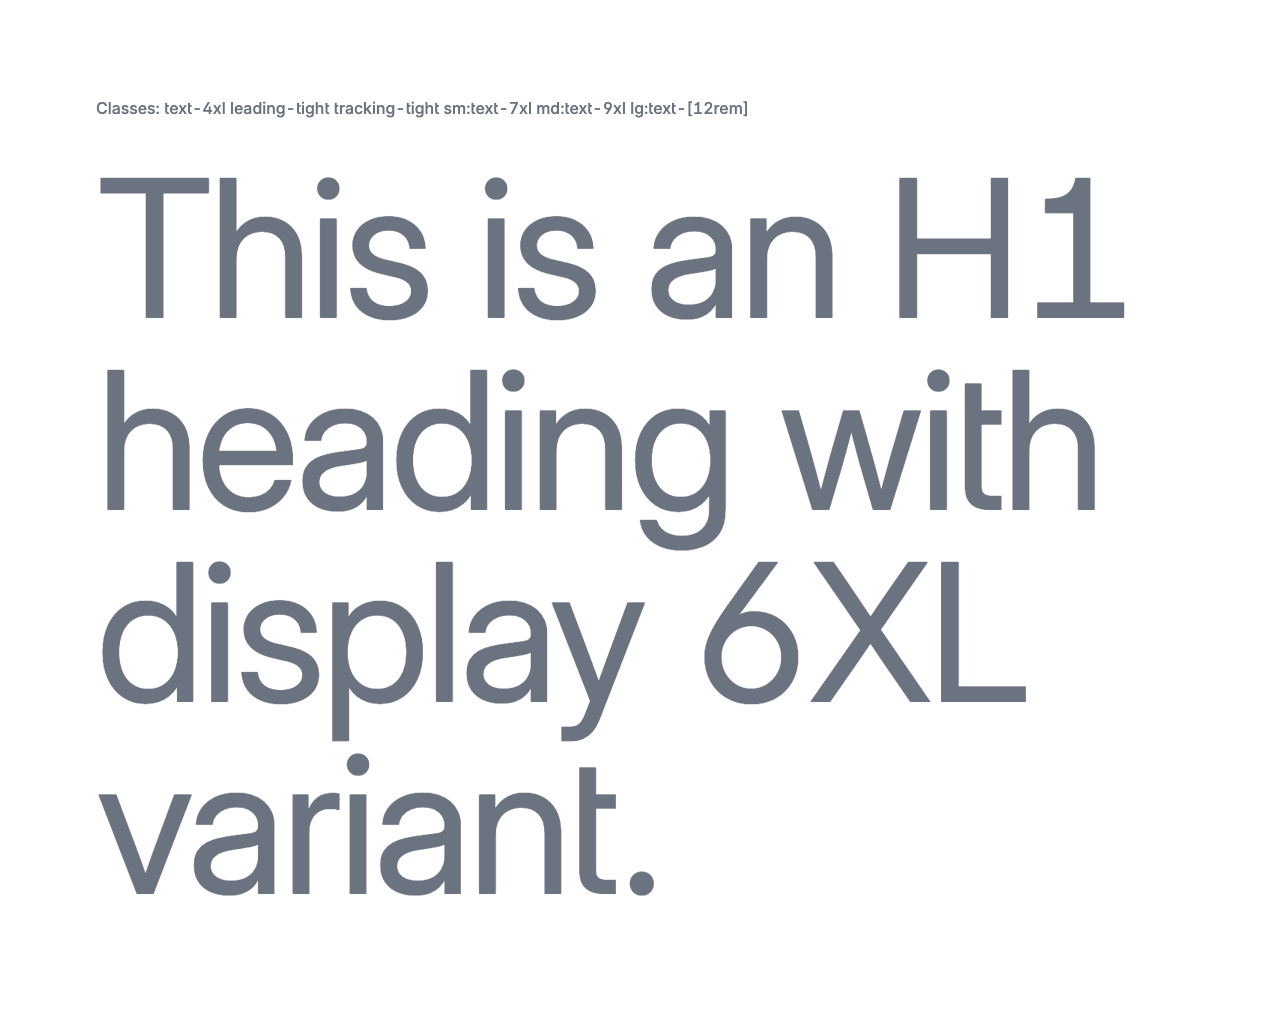 Classes: text-4xl leading-tight tracking-tight sm:text-7xl md:text-9xl lg:text-[12rem]
This is an H1
heading with
display 6XL
variant.